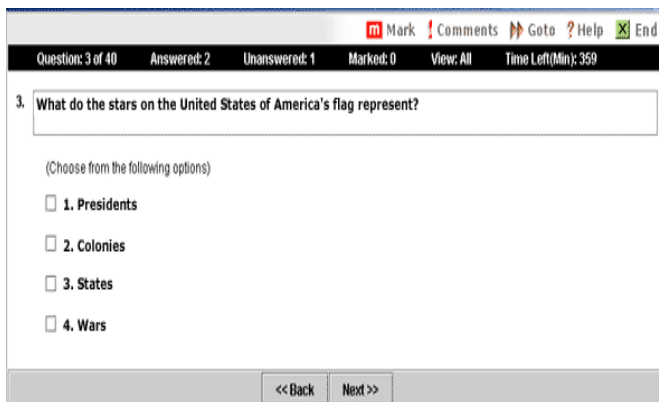 m Mark ! Comments Goto ? Help X End
Question: 3 of 40 Answered: 2 Unanswered: 1 Marked: 0 View: All Time Left(Min): 359
3. What do the stars on the United States of America's flag represent?
(Choose from the following options)
1. Presidents
2. Colonies
3. States
4. Wars
<< Back Next >>